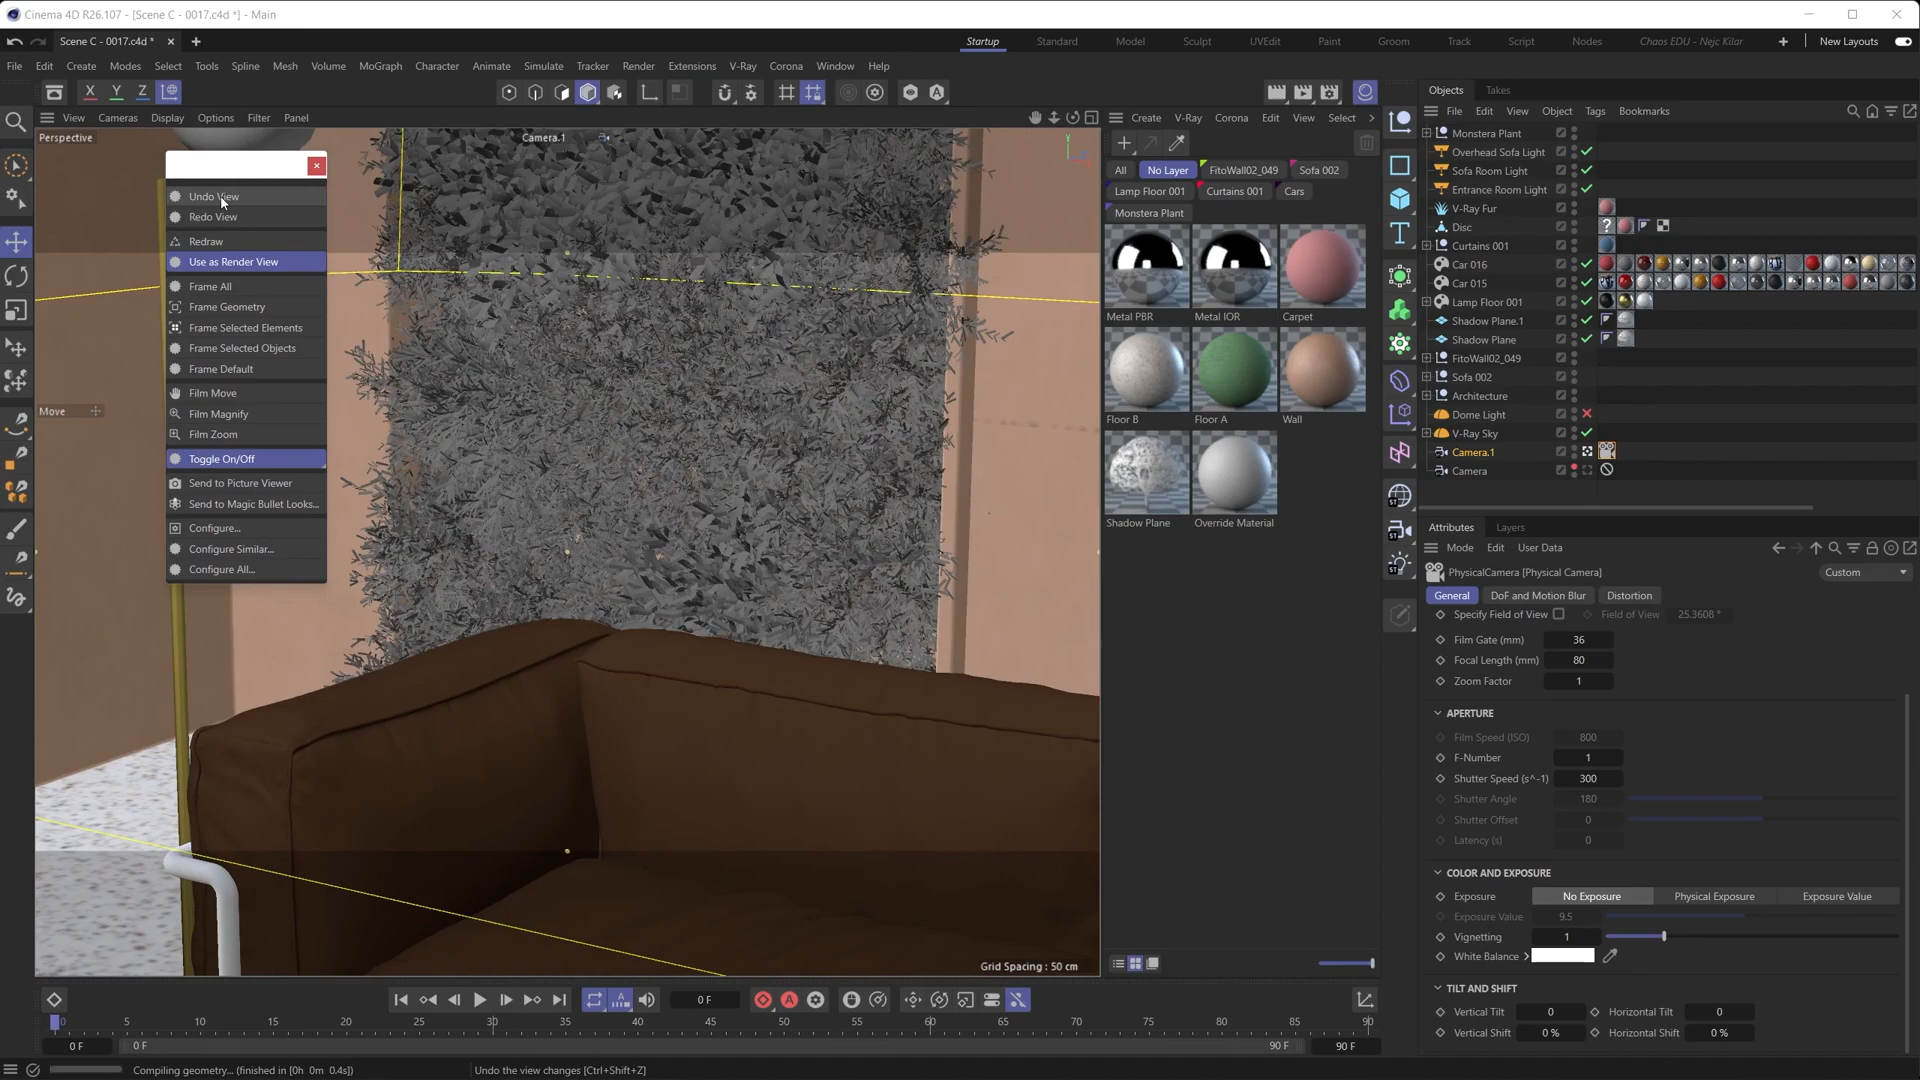 Cinema 4D R26.107 - [Scene C - 0017.c4d *] - Main
Scene C - 0017.c4d *
Startup Standard Model Sculpt UVEdit Paint Groom Track Script Nodes Chaos EDU - Nejc Kilar New Layouts
File Edit Create Modes Select Tools Spline Mesh Volume MoGraph Character Animate Simulate Tracker Render Extensions V-Ray Corona Window Help
X Y Z
View Cameras Display Options Filter Panel
Perspective
Camera.1
Undo View
Redo View
Redraw
Use as Render View
Frame All
Frame Geometry
Frame Selected Elements
Frame Selected Objects
Frame Default
Film Move
Film Magnify
Film Zoom
Toggle On/Off
Send to Picture Viewer
Send to Magic Bullet Looks...
Configure...
Configure Similar...
Configure All...
Move
Grid Spacing : 50 cm
Create V-Ray Corona Edit View Select
All No Layer FitoWall02_049 Sofa 002
Lamp Floor 001 Curtains 001 Cars
Monstera Plant
Metal PBR Metal IOR Carpet
Floor B Floor A Wall
Shadow Plane Override Material
Objects Takes
File Edit View Object Tags Bookmarks
Monstera Plant
Overhead Sofa Light
Sofa Room Light
Entrance Room Light
V-Ray Fur
Disc
Curtains 001
Car 016
Car 015
Lamp Floor 001
Shadow Plane.1
Shadow Plane
FitoWall02_049
Sofa 002
Architecture
Dome Light
V-Ray Sky
Camera.1
Camera
Attributes Layers
Mode Edit User Data
PhysicalCamera [Physical Camera] Custom
General DoF and Motion Blur Distortion
Specify Field of View Field of View 25.3608 °
Film Gate (mm) 36
Focal Length (mm) 80
Zoom Factor 1
APERTURE
Film Speed (ISO) 800
F-Number 1
Shutter Speed (s^-1) 300
Shutter Angle 180
Shutter Offset 0
Latency (s) 0
COLOR AND EXPOSURE
Exposure No Exposure Physical Exposure Exposure Value
Exposure Value 9.5
Vignetting 1
White Balance
TILT AND SHIFT
Vertical Tilt 0 Horizontal Tilt 0
Vertical Shift 0 % Horizontal Shift 0 %
0 F
0 5 10 15 20 25 30 35 40 45 50 55 60 65 70 75 80 85 90
0 F 0 F 90 F 90 F
Compiling geometry... (finished in [0h 0m 0.4s]) Undo the view changes [Ctrl+Shift+Z]